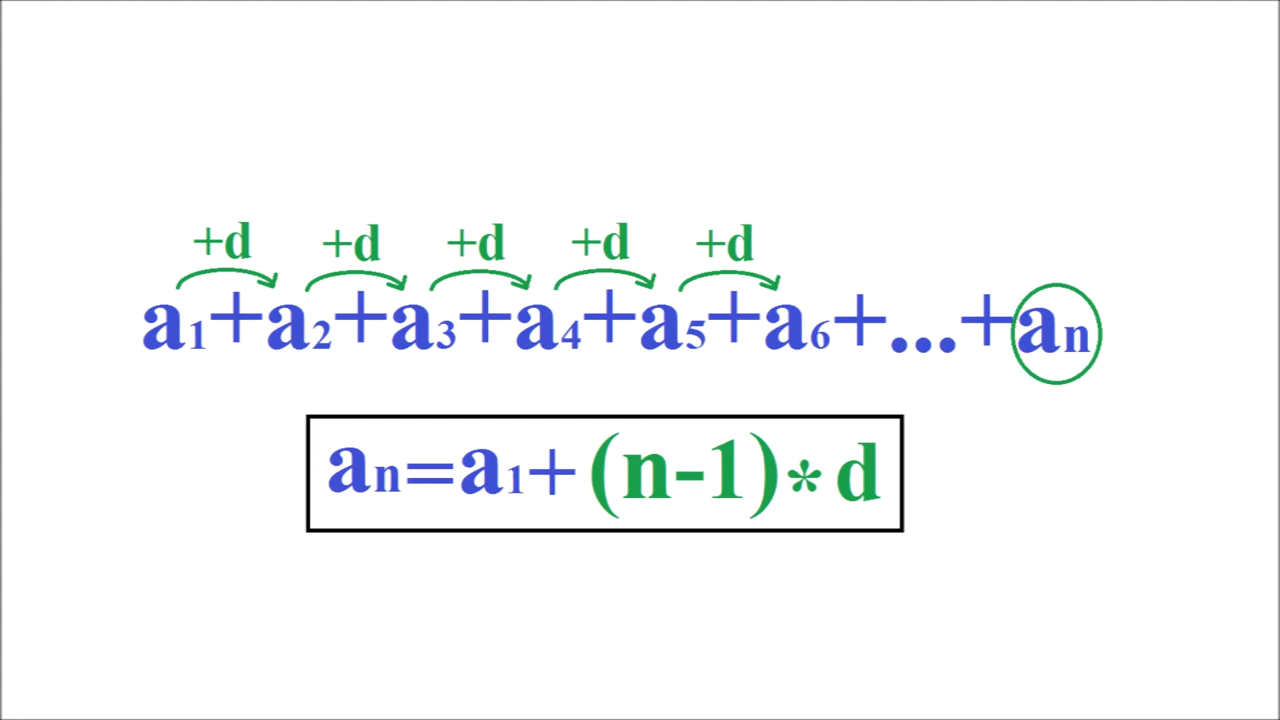 +d +d +d +d +d
a₁+a₂+a₃+a₄+a₅+a₆+...+aₙ
aₙ=a₁+(n-1)*d